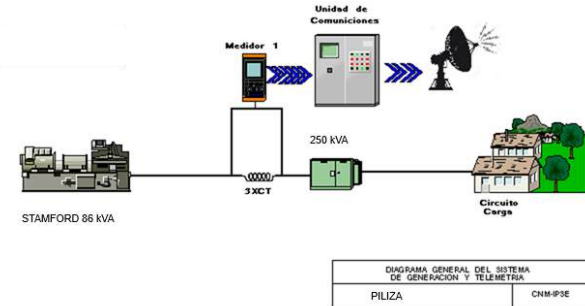 Unidad de
Comuniciones
Medidor 1
250 kVA
3XCT
STAMFORD 86 kVA
Circuito
Carga
DIAGRAMA GENERAL DEL SISTEMA
DE GENERACION Y TELEMETRIA
PILIZA
CNM-IP3E